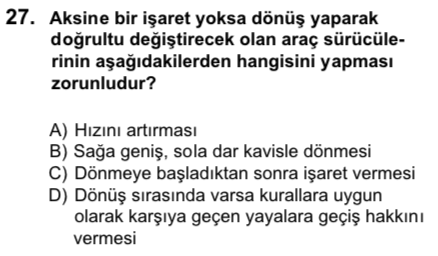 27. Aksine bir işaret yoksa dönüş yaparak
doğrultu değiştirecek olan araç sürücüle-
rinin aşağıdakilerden hangisini yapması
zorunludur?
A) Hızını artırması
B) Sağa geniş, sola dar kavisle dönmesi
C) Dönmeye başladıktan sonra işaret vermesi
D) Dönüş sırasında varsa kurallara uygun
olarak karşıya geçen yayalara geçiş hakkını
vermesi